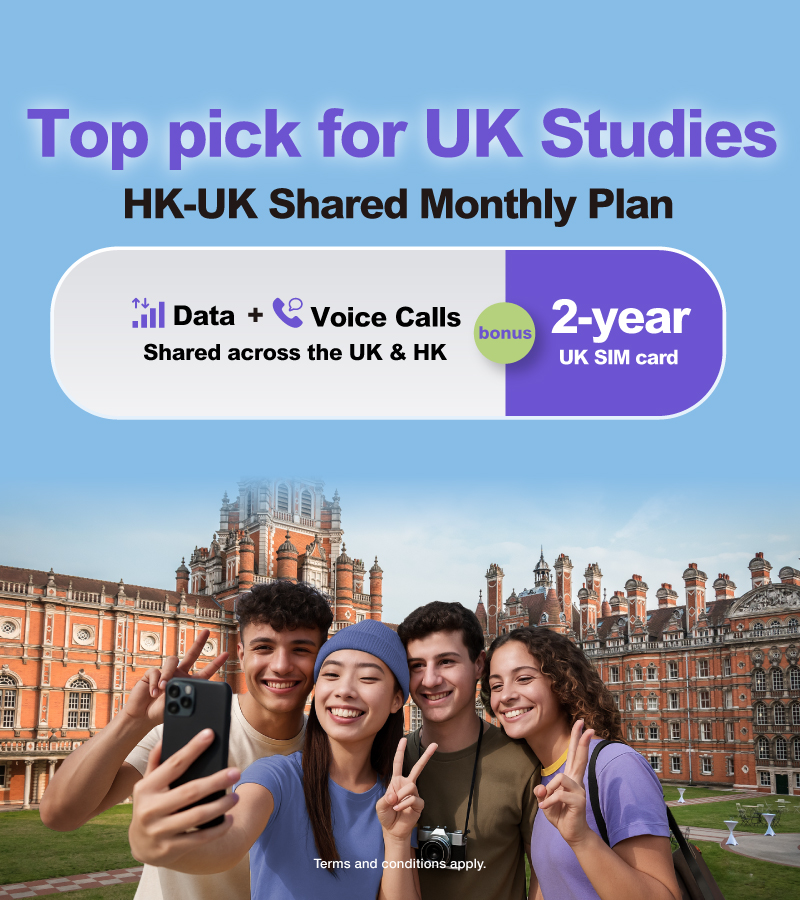 Top pick for UK Studies
HK-UK Shared Monthly Plan
Data + Voice Calls
Shared across the UK & HK
bonus
2-year
UK SIM card
Terms and conditions apply.